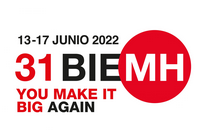 13-17 JUNIO 2022
31 BIEMH
YOU MAKE IT
BIG AGAIN